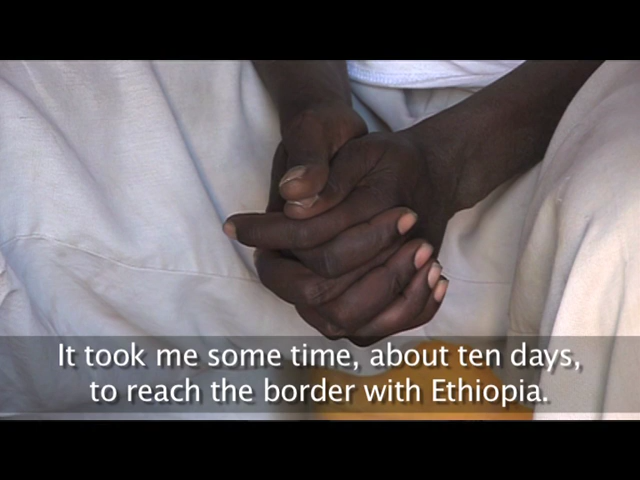 It took me some time, about ten days,
to reach the border with Ethiopia.